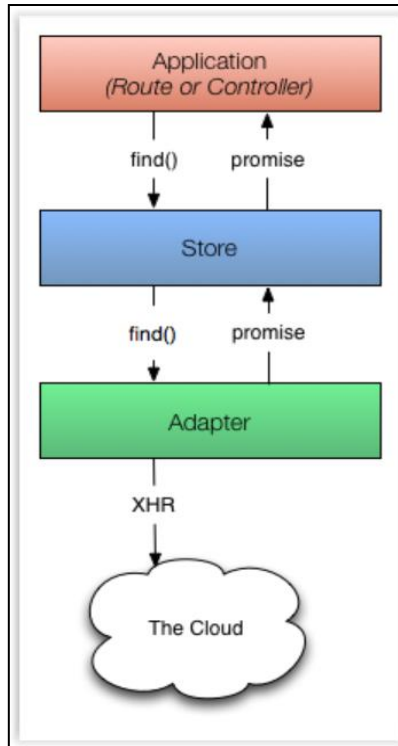 Application
(Route or Controller)
find()
promise
Store
find()
promise
Adapter
XHR
The Cloud